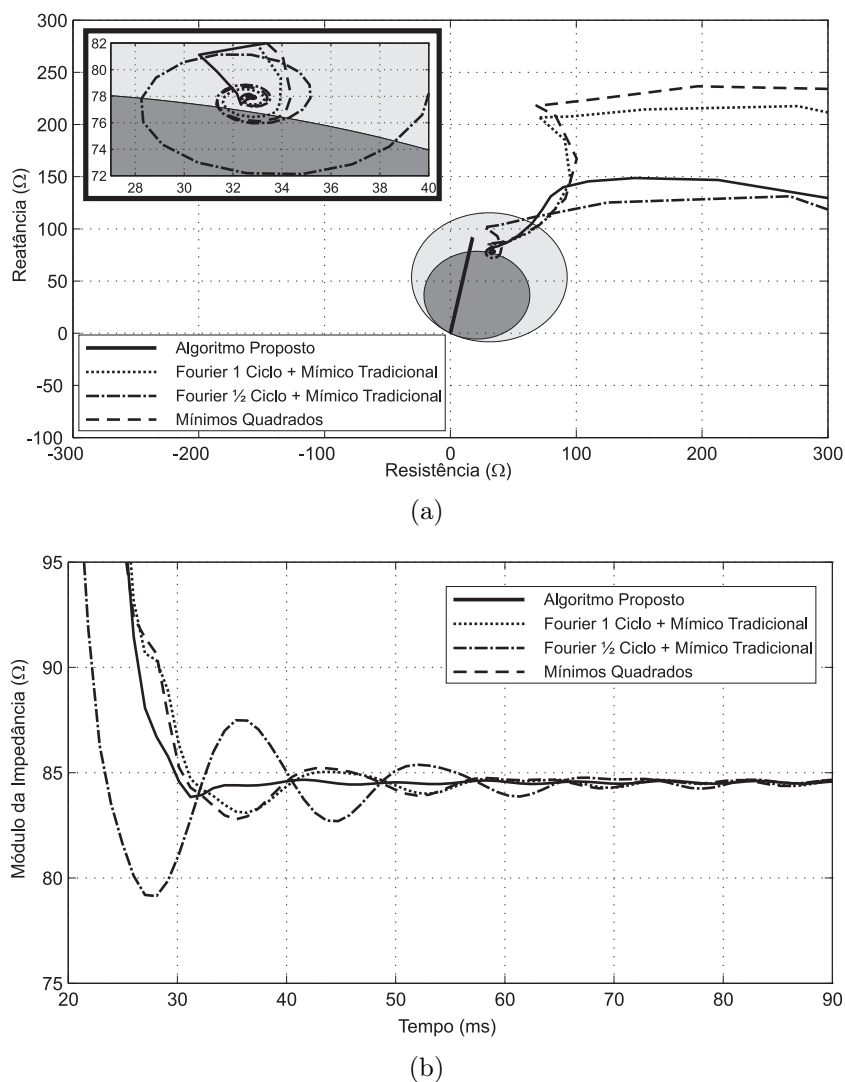 300
250
200
150
100
50
0
-50
-100
Reatância (Ω)
82
80
78
76
74
72
28 30 32 34 36 38 40
Algoritmo Proposto
Fourier 1 Ciclo + Mímico Tradicional
Fourier ½ Ciclo + Mímico Tradicional
Mínimos Quadrados
-300 -200 -100 0 100 200 300
Resistência (Ω)
(a)
95
90
85
80
75
Módulo da Impedância (Ω)
Algoritmo Proposto
Fourier 1 Ciclo + Mímico Tradicional
Fourier ½ Ciclo + Mímico Tradicional
Mínimos Quadrados
20 30 40 50 60 70 80 90
Tempo (ms)
(b)